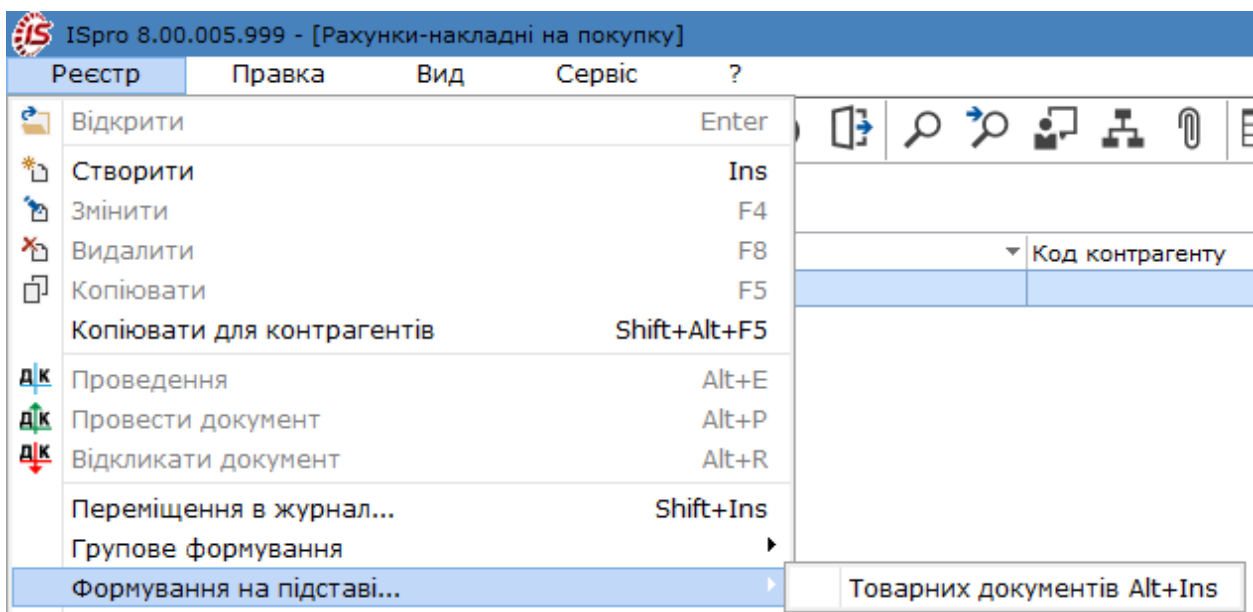 ISpro 8.00.005.999 - [Рахунки-накладні на покупку]
Реєстр Правка Вид Сервіс ?
Відкрити Enter
Створити Ins
Змінити F4
Видалити F8
Код контрагенту
Копіювати F5
Копіювати для контрагентів Shift+Alt+F5
Проведення Alt+E
Провести документ Alt+P
Відкликати документ Alt+R
Переміщення в журнал... Shift+Ins
Групове формування
Формування на підставі...
Товарних документів Alt+Ins